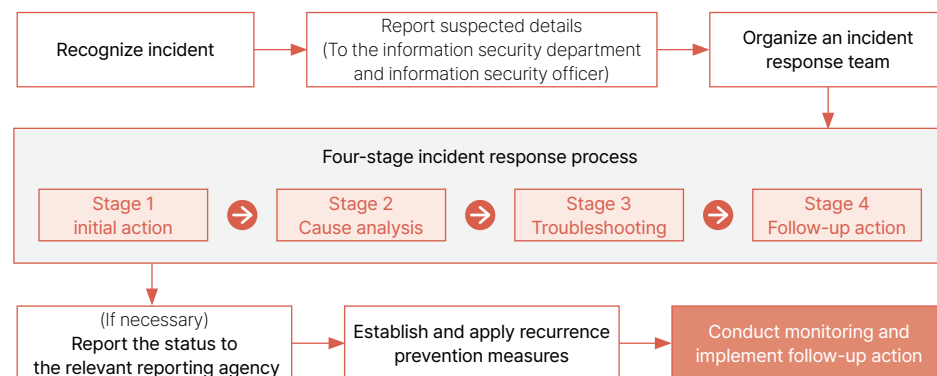 Recognize incident
Report suspected details
(To the information security department
and information security officer)
Organize an incident
response team
Four-stage incident response process
Stage 1
initial action
Stage 2
Cause analysis
Stage 3
Troubleshooting
Stage 4
Follow-up action
(If necessary)
Report the status to
the relevant reporting agency
Establish and apply recurrence
prevention measures
Conduct monitoring and
implement follow-up action